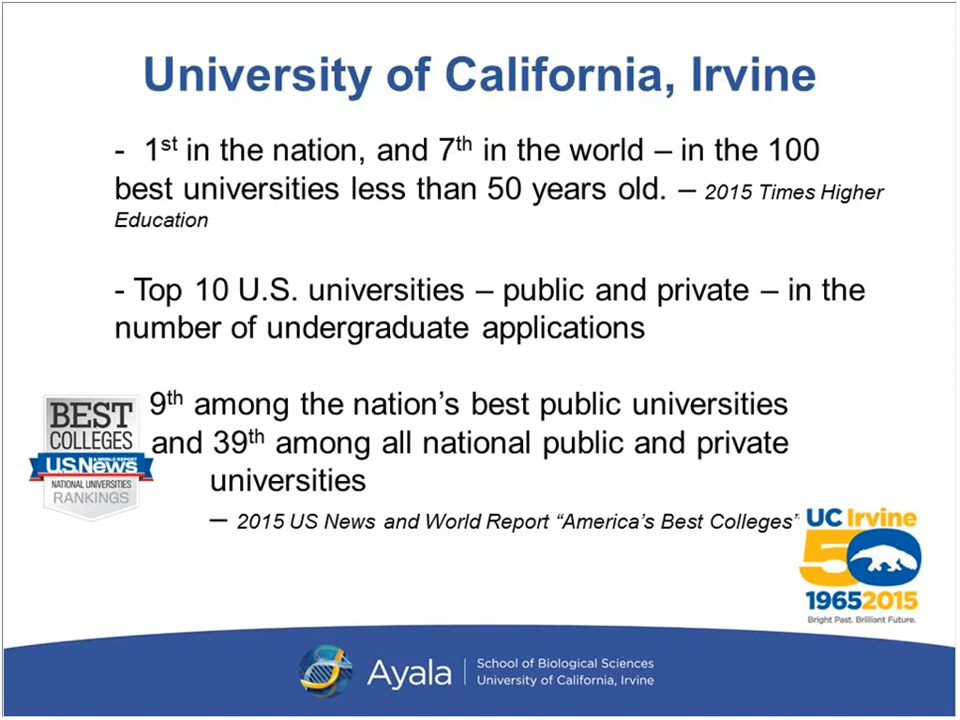 University of California, Irvine
- 1st in the nation, and 7th in the world – in the 100
best universities less than 50 years old. – 2015 Times Higher
Education
- Top 10 U.S. universities – public and private – in the
number of undergraduate applications
9th among the nation's best public universities
and 39th among all national public and private
universities
– 2015 US News and World Report “America's Best Colleges”
BEST
COLLEGES
U.S.News
& WORLD REPORT
NATIONAL UNIVERSITIES
RANKINGS
UC Irvine
50
1965 2015
Bright Past. Brilliant Future.
Ayala
School of Biological Sciences
University of California, Irvine